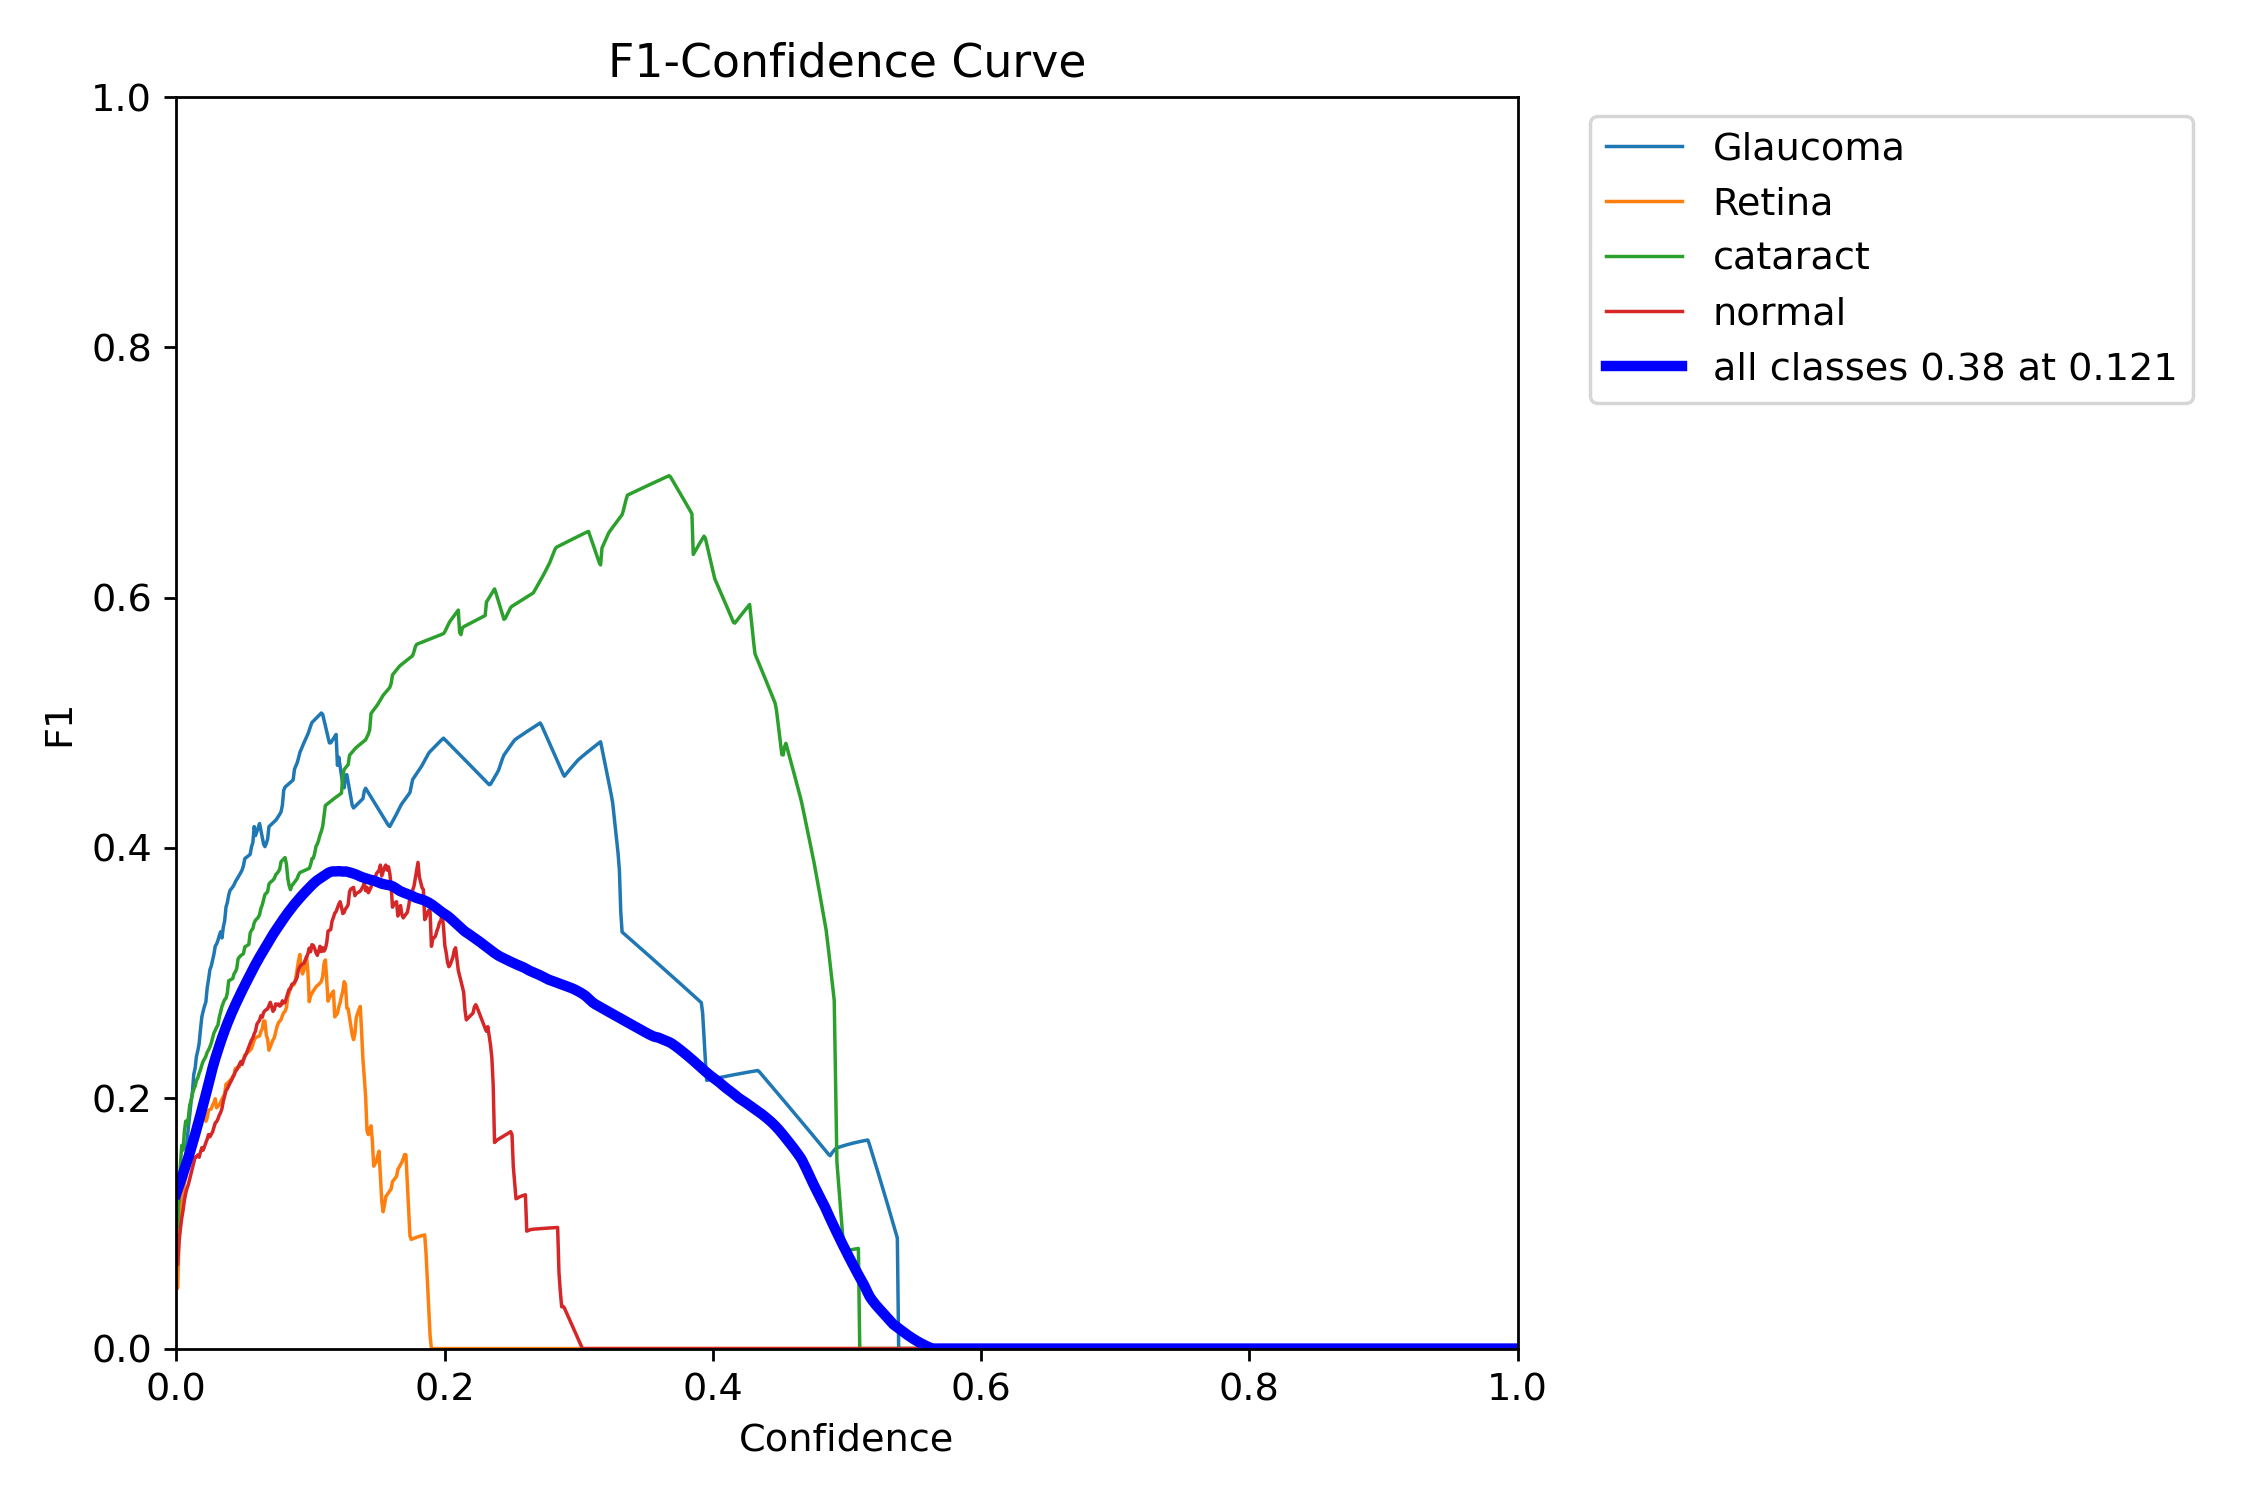 F1-Confidence Curve
1.0
0.8
0.6
0.4
0.2
0.0
F1
0.0 0.2 0.4 0.6 0.8 1.0
Confidence
Glaucoma
Retina
cataract
normal
all classes 0.38 at 0.121